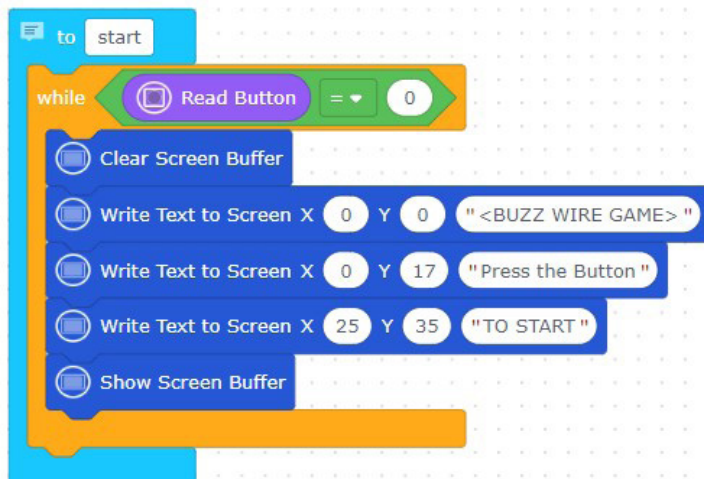 to start
while Read Button = 0
Clear Screen Buffer
Write Text to Screen X 0 Y 0 "<BUZZ WIRE GAME>"
Write Text to Screen X 0 Y 17 "Press the Button"
Write Text to Screen X 25 Y 35 "TO START"
Show Screen Buffer